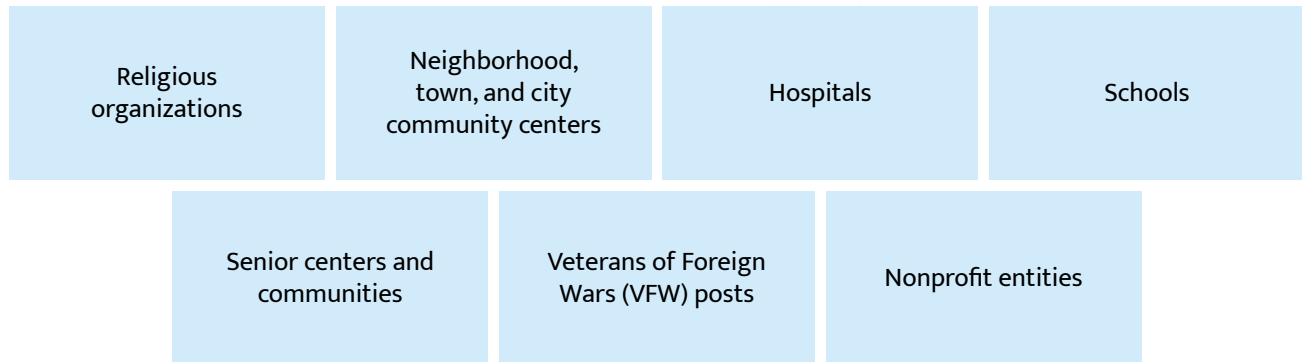 Religious
organizations
Neighborhood,
town, and city
community centers
Hospitals
Schools
Senior centers and
communities
Veterans of Foreign
Wars (VFW) posts
Nonprofit entities